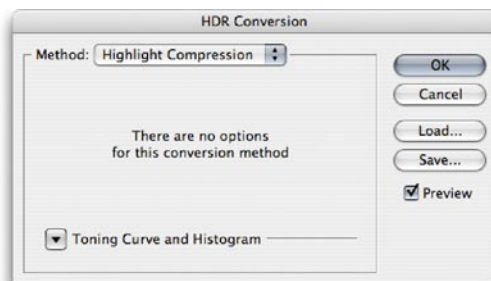 HDR Conversion
Method: Highlight Compression
There are no options
for this conversion method
Toning Curve and Histogram
OK
Cancel
Load...
Save...
Preview